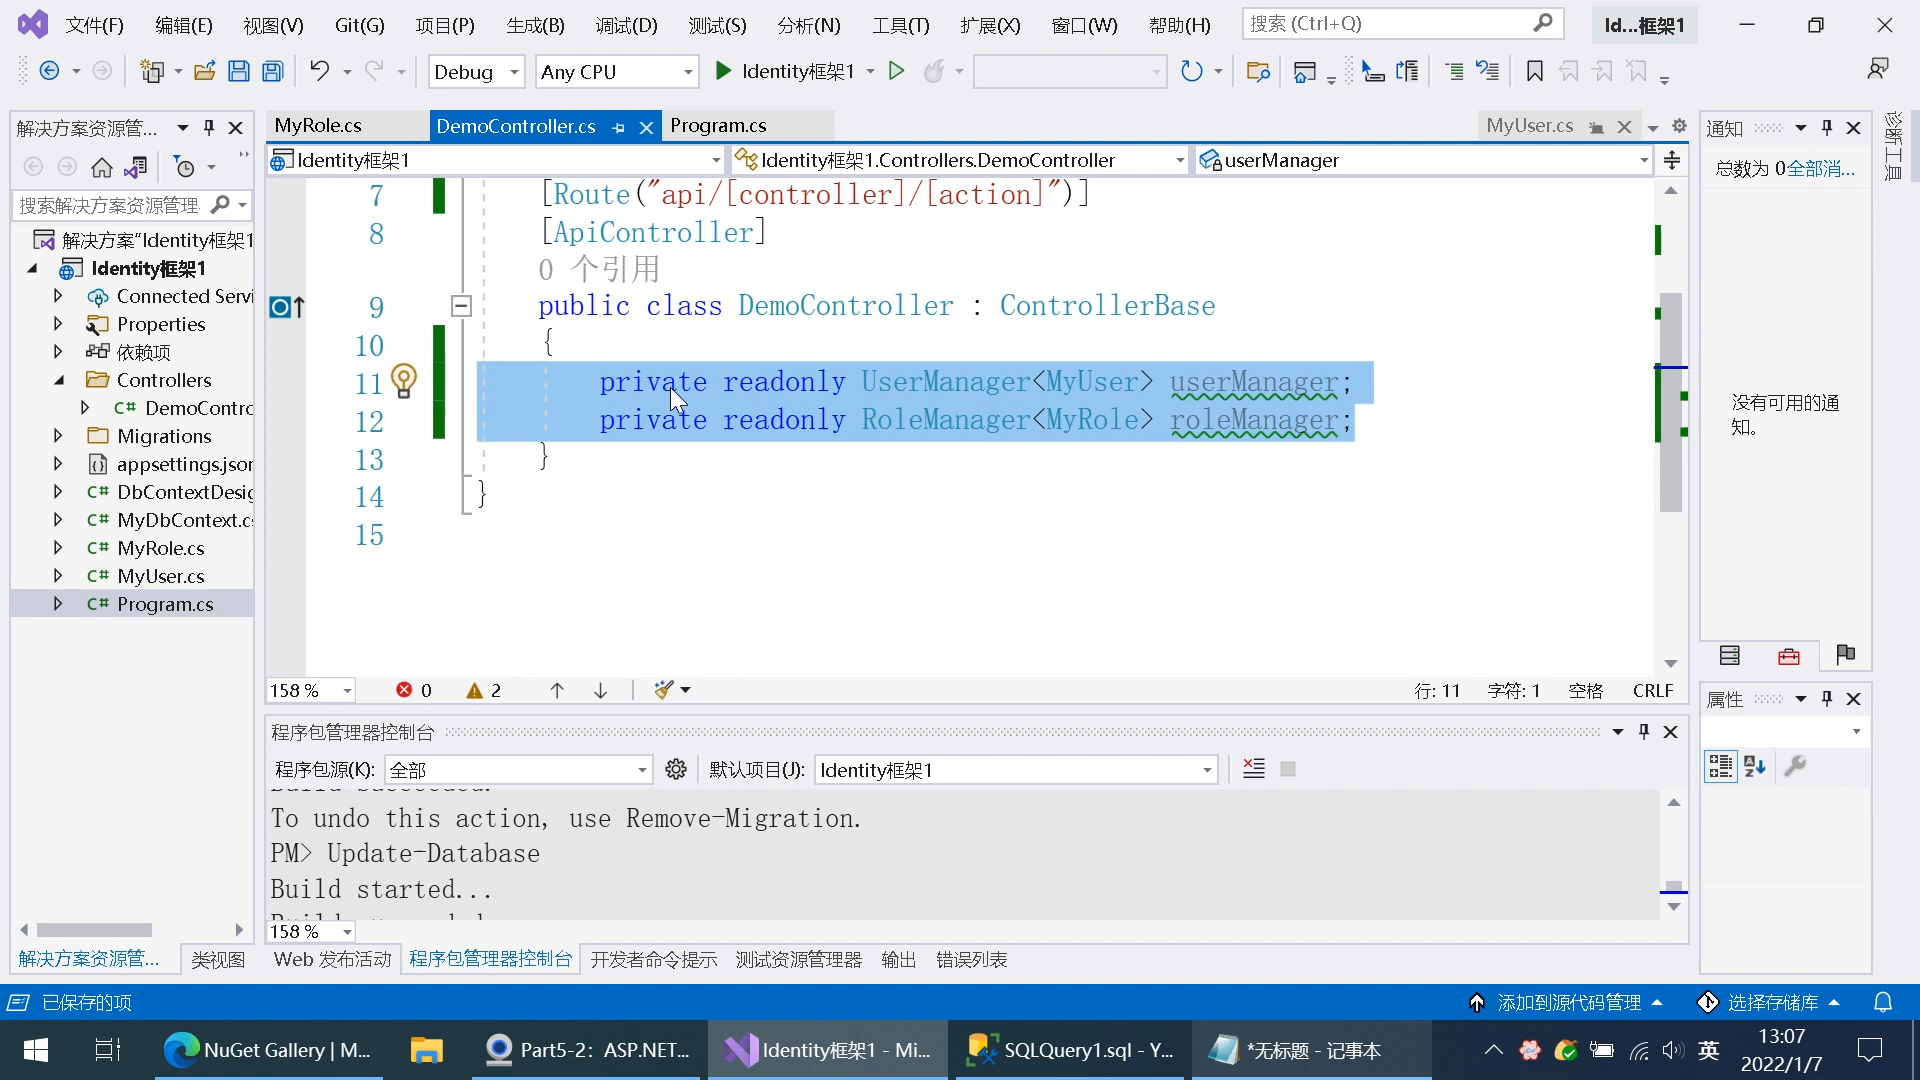 文件(F) 编辑(E) 视图(V) Git(G) 项目(P) 生成(B) 调试(D) 测试(S) 分析(N) 工具(T) 扩展(X) 窗口(W) 帮助(H) 搜索 (Ctrl+Q) Id...框架1
Debug Any CPU Identity框架1
解决方案资源管...
搜索解决方案资源管理
解决方案"Identity框架1
Identity框架1
Connected Servi
Properties
依赖项
Controllers
C# DemoContro
Migrations
appsettings.json
C# DbContextDesig
C# MyDbContext.cs
C# MyRole.cs
C# MyUser.cs
C# Program.cs
解决方案资源管... 类视图
MyRole.cs DemoController.cs Program.cs MyUser.cs
Identity框架1 Identity框架1.Controllers.DemoController userManager
7 [Route("api/[controller]/[action]")]
8 [ApiController]
0 个引用
9 public class DemoController : ControllerBase
10 {
11 private readonly UserManager<MyUser> userManager;
12 private readonly RoleManager<MyRole> roleManager;
13 }
14 }
15
158 % 0 2 行: 11 字符: 1 空格 CRLF
程序包管理器控制台
程序包源(K): 全部 默认项目(J): Identity框架1
To undo this action, use Remove-Migration.
PM> Update-Database
Build started...
158 %
Web 发布活动 程序包管理器控制台 开发者命令提示 测试资源管理器 输出 错误列表
通知
总数为 0 全部消...
没有可用的通
知。
属性
诊断工具
已保存的项 添加到源代码管理 选择存储库
NuGet Gallery | M... Part5-2：ASP.NET... Identity框架1 - Mi... SQLQuery1.sql - Y... *无标题 - 记事本 英 13:07
2022/1/7